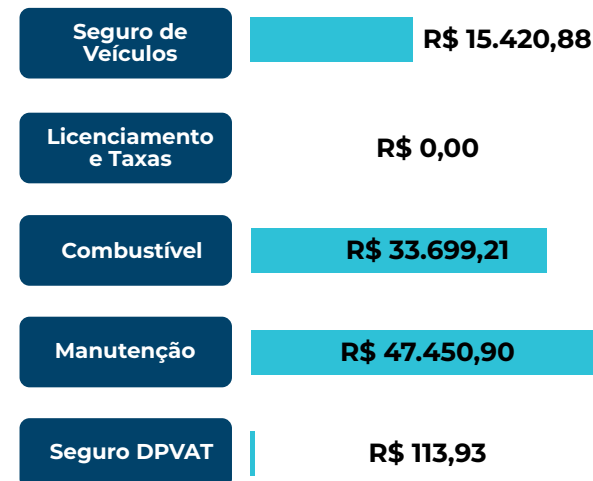 Seguro de
Veículos
R$ 15.420,88
Licenciamento
e Taxas
R$ 0,00
Combustível
R$ 33.699,21
Manutenção
R$ 47.450,90
Seguro DPVAT
R$ 113,93